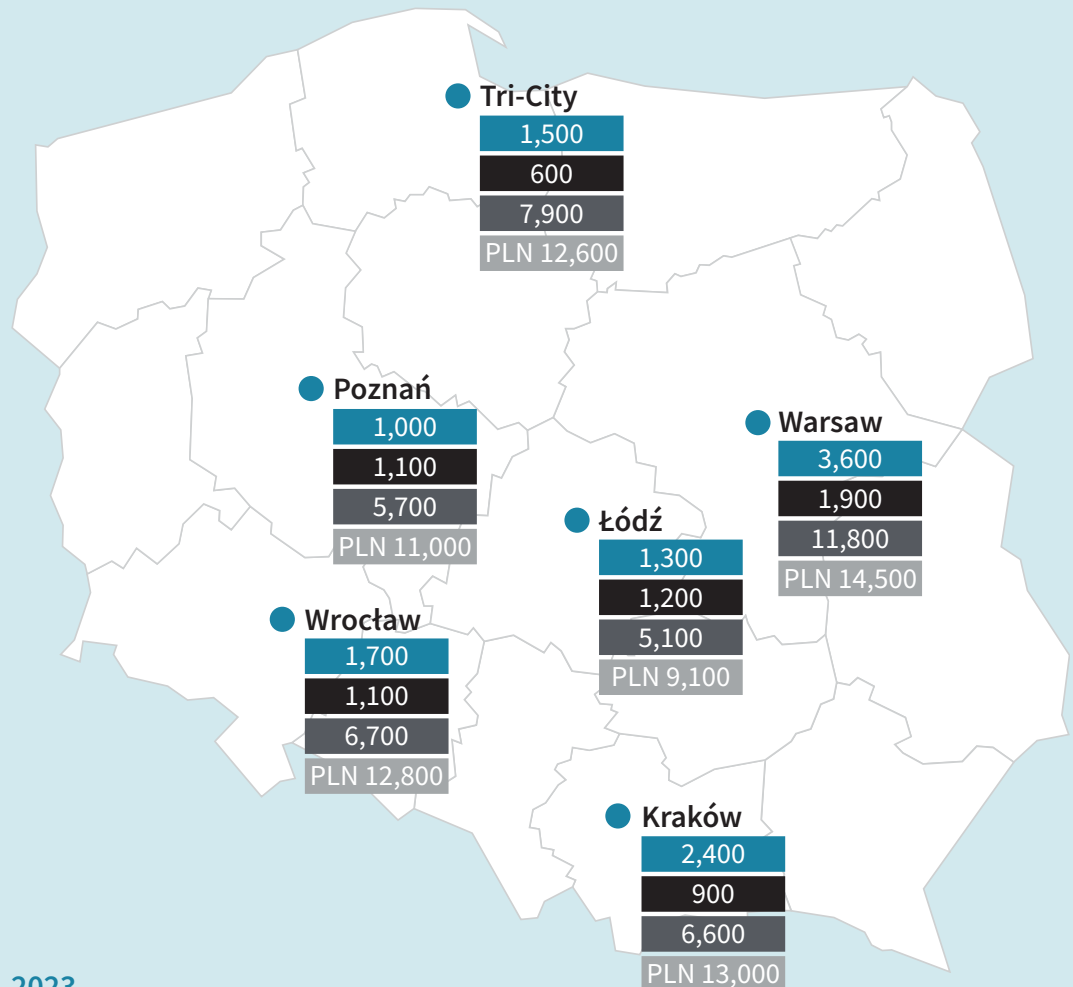 Tri-City
1,500
600
7,900
PLN 12,600
Poznań
1,000
1,100
5,700
PLN 11,000
Warsaw
3,600
1,900
11,800
PLN 14,500
Łódź
1,300
1,200
5,100
PLN 9,100
Wrocław
1,700
1,100
6,700
PLN 12,800
Kraków
2,400
900
6,600
PLN 13,000
2023